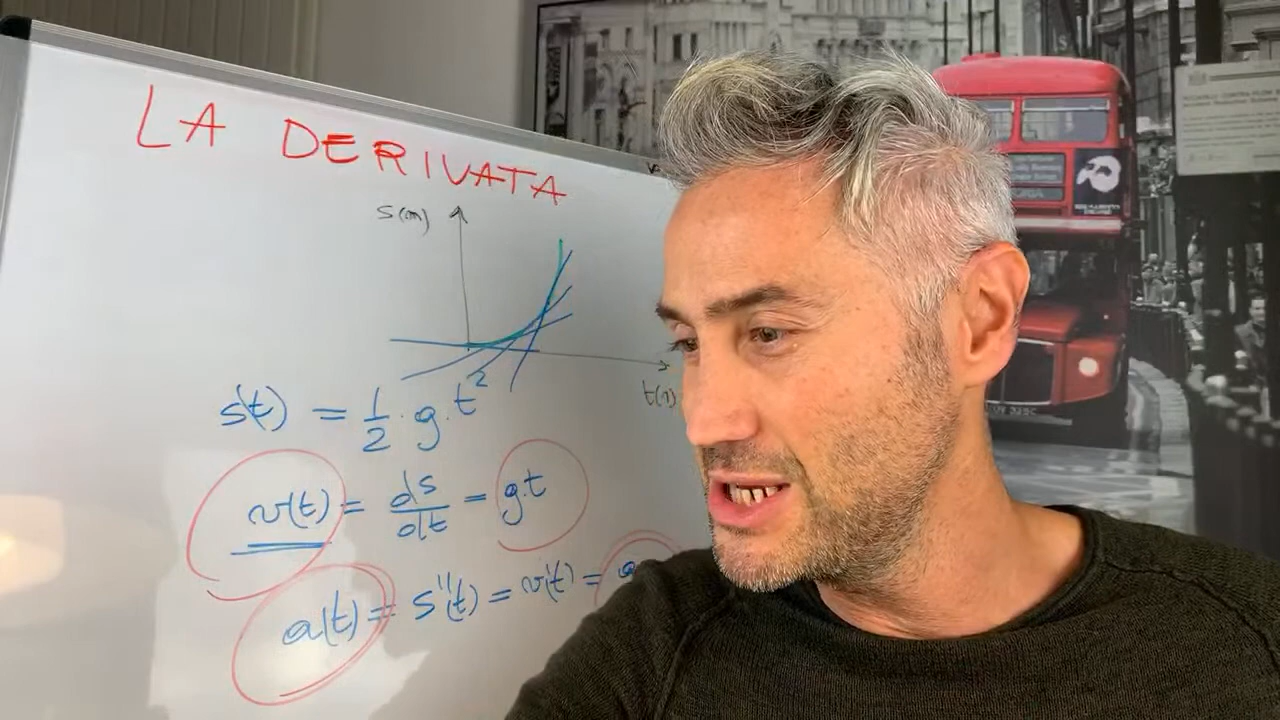 LA DERIVATA
s(m)
t(s)
s(t) = 1/2 · g · t²
v(t) = ds/dt = g·t
a(t) = s''(t) = v'(t) =